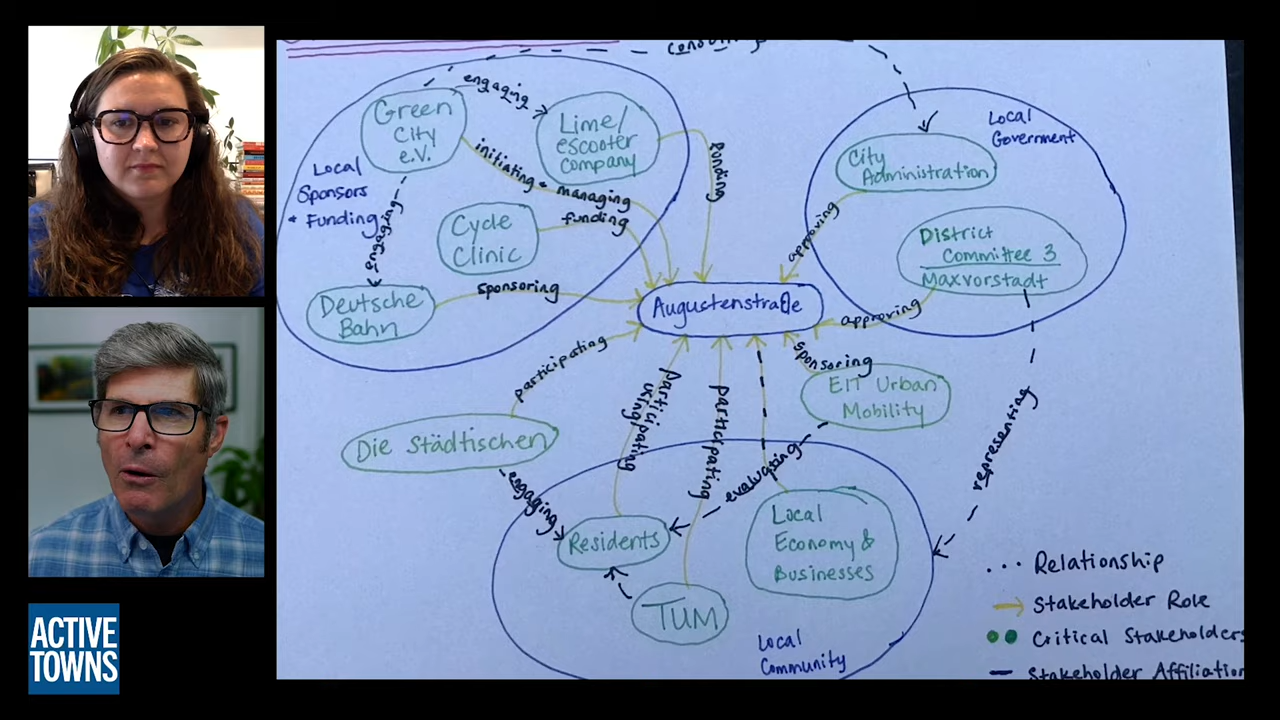 engaging
Green
City
e.V.
Lime/
escooter
company
Local
Sponsors
+ Funding
initiating + managing
funding
funding
engaging
Cycle
Clinic
Deutsche
Bahn
sponsoring
Local
Government
City
Administration
approving
District
Committee 3
Maxvorstadt
Augustenstraße
approving
participating
sponsoring
EIT Urban
Mobility
Die Städtischen
using
participating
evaluating
representing
engaging
Residents
Local
Economy &
Businesses
TUM
Local
Community
... Relationship
→ Stakeholder Role
Critical Stakeholders
– Stakeholder Affiliation
ACTIVE
TOWNS